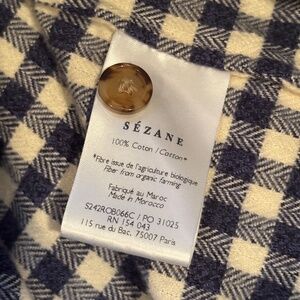 SÉZANE
100% Coton / Cotton*
*Fibre issue de l'agriculture biologique
Fiber from organic farming
Fabriqué au Maroc
Made in Morocco
S242ROB066C / PO 31025
RN 154 043
115 rue du Bac, 75007 Paris